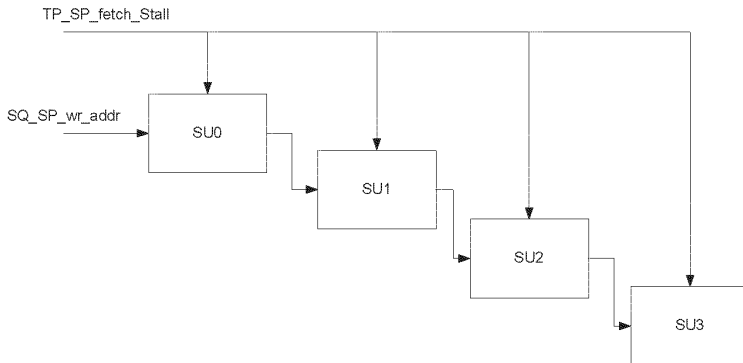 TP_SP_fetch_Stall
SQ_SP_wr_addr
SU0
SU1
SU2
SU3